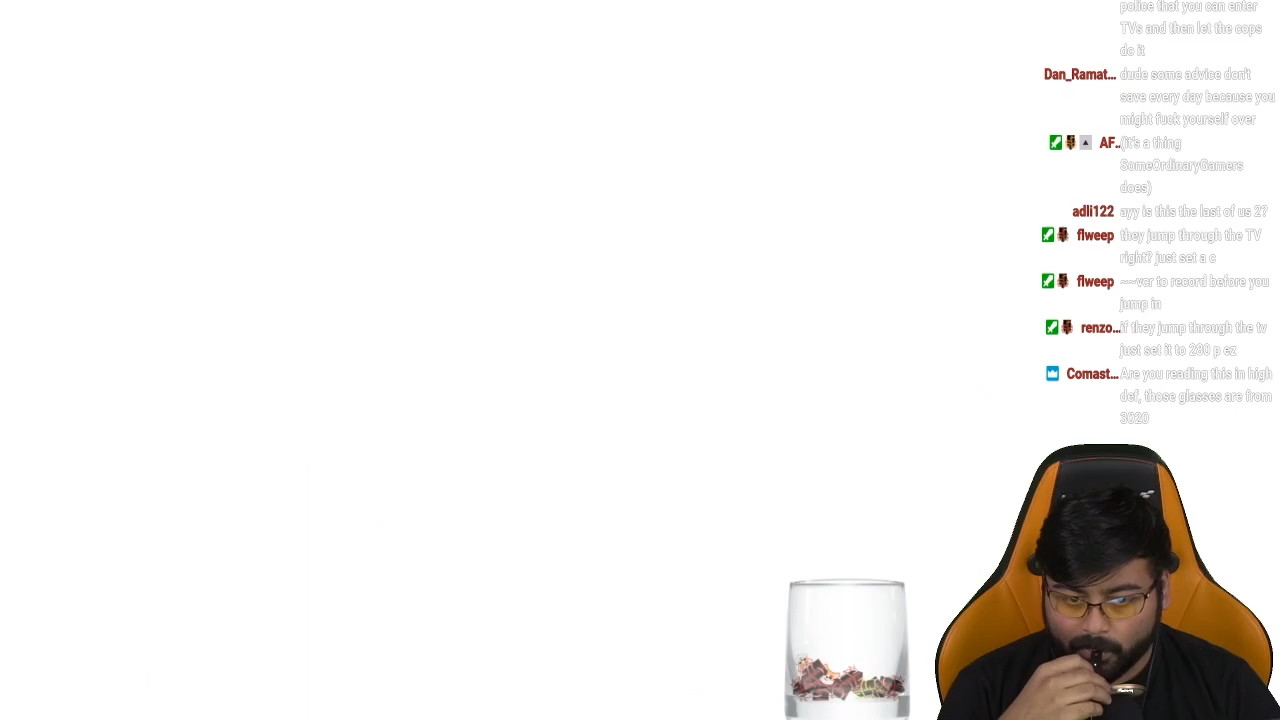 police that you can enter
TVs and then let the cops
do it
Dan_Ramat... dude some advice don't
save every day because you
might fuck yourself over
AF... (it's a thing
SomeOrdinaryGamers
does)
adli122 ayy is this the last of us 2?
flweep they jump through the TV
right? just set a c
flweep ~~vcr to record before you
jump in
renzo... if they jump through the tv
just set it to 280 p ez
Comast... Are you reading this in high
def, those glasses are from
3020